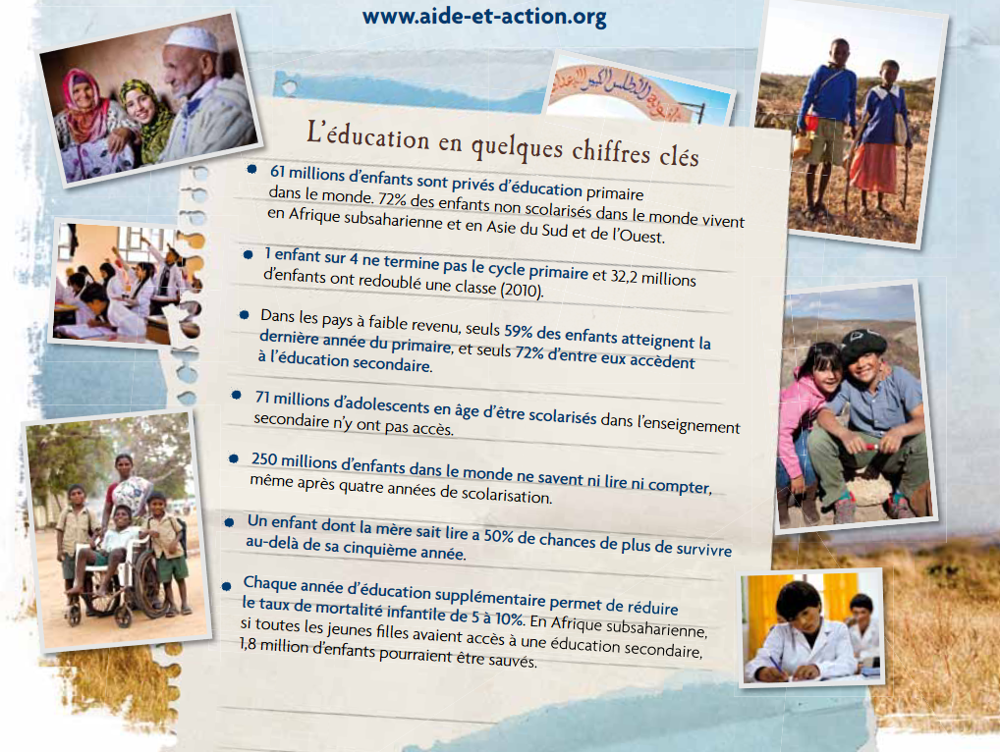 www.aide-et-action.org
L'éducation en quelques chiffres clés
61 millions d'enfants sont privés d'éducation primaire
dans le monde. 72% des enfants non scolarisés dans le monde vivent
en Afrique subsaharienne et en Asie du Sud et de l'Ouest.
1 enfant sur 4 ne termine pas le cycle primaire et 32,2 millions
d'enfants ont redoublé une classe (2010).
Dans les pays à faible revenu, seuls 59% des enfants atteignent la
dernière année du primaire, et seuls 72% d'entre eux accèdent
à l'éducation secondaire.
71 millions d'adolescents en âge d'être scolarisés dans l'enseignement
secondaire n'y ont pas accès.
250 millions d'enfants dans le monde ne savent ni lire ni compter,
même après quatre années de scolarisation.
Un enfant dont la mère sait lire a 50% de chances de plus de survivre
au-delà de sa cinquième année.
Chaque année d'éducation supplémentaire permet de réduire
le taux de mortalité infantile de 5 à 10%. En Afrique subsaharienne,
si toutes les jeunes filles avaient accès à une éducation secondaire,
1,8 million d'enfants pourraient être sauvés.